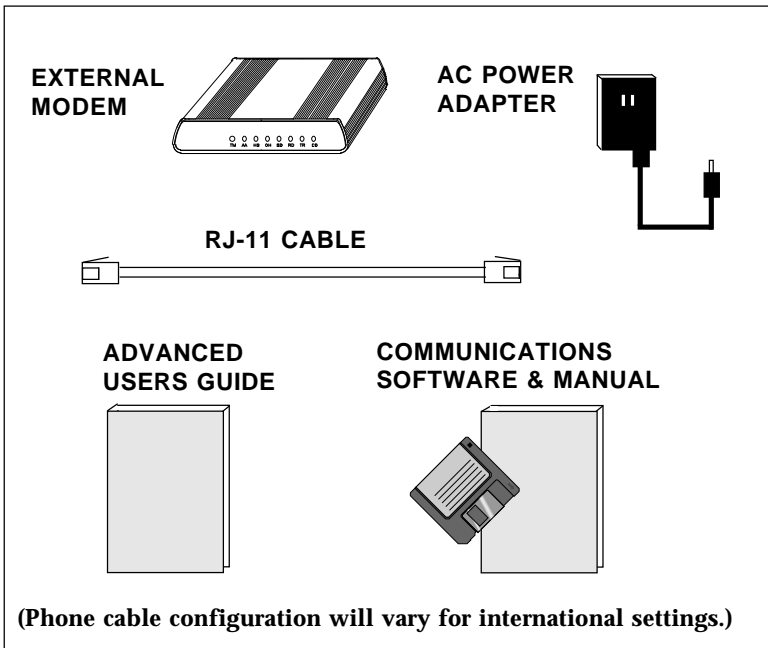 EXTERNAL
MODEM
AC POWER
ADAPTER
TM AA HS OH SD RD TR CD
RJ-11 CABLE
ADVANCED
USERS GUIDE
COMMUNICATIONS
SOFTWARE & MANUAL
(Phone cable configuration will vary for international settings.)